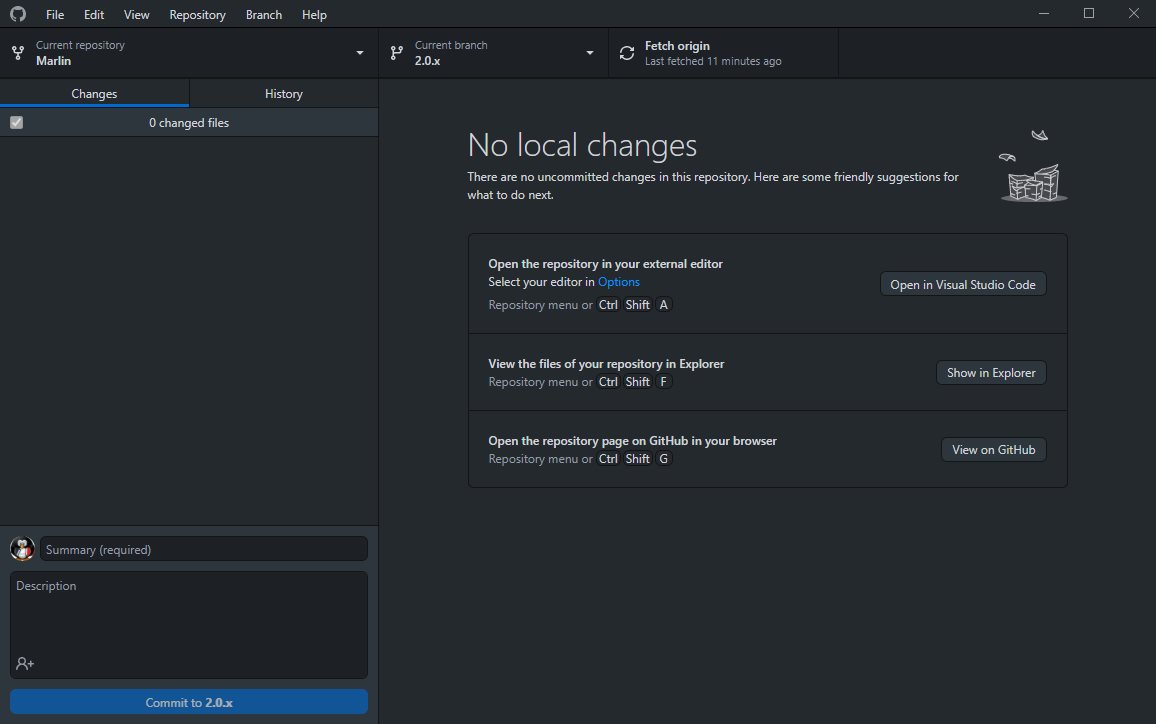 File Edit View Repository Branch Help
Current repository
Marlin
Current branch
2.0.x
Fetch origin
Last fetched 11 minutes ago
Changes
History
0 changed files
No local changes
There are no uncommitted changes in this repository. Here are some friendly suggestions for
what to do next.
Open the repository in your external editor
Select your editor in Options
Repository menu or Ctrl Shift A
Open in Visual Studio Code
View the files of your repository in Explorer
Repository menu or Ctrl Shift F
Show in Explorer
Open the repository page on GitHub in your browser
Repository menu or Ctrl Shift G
View on GitHub
Summary (required)
Description
Commit to 2.0.x